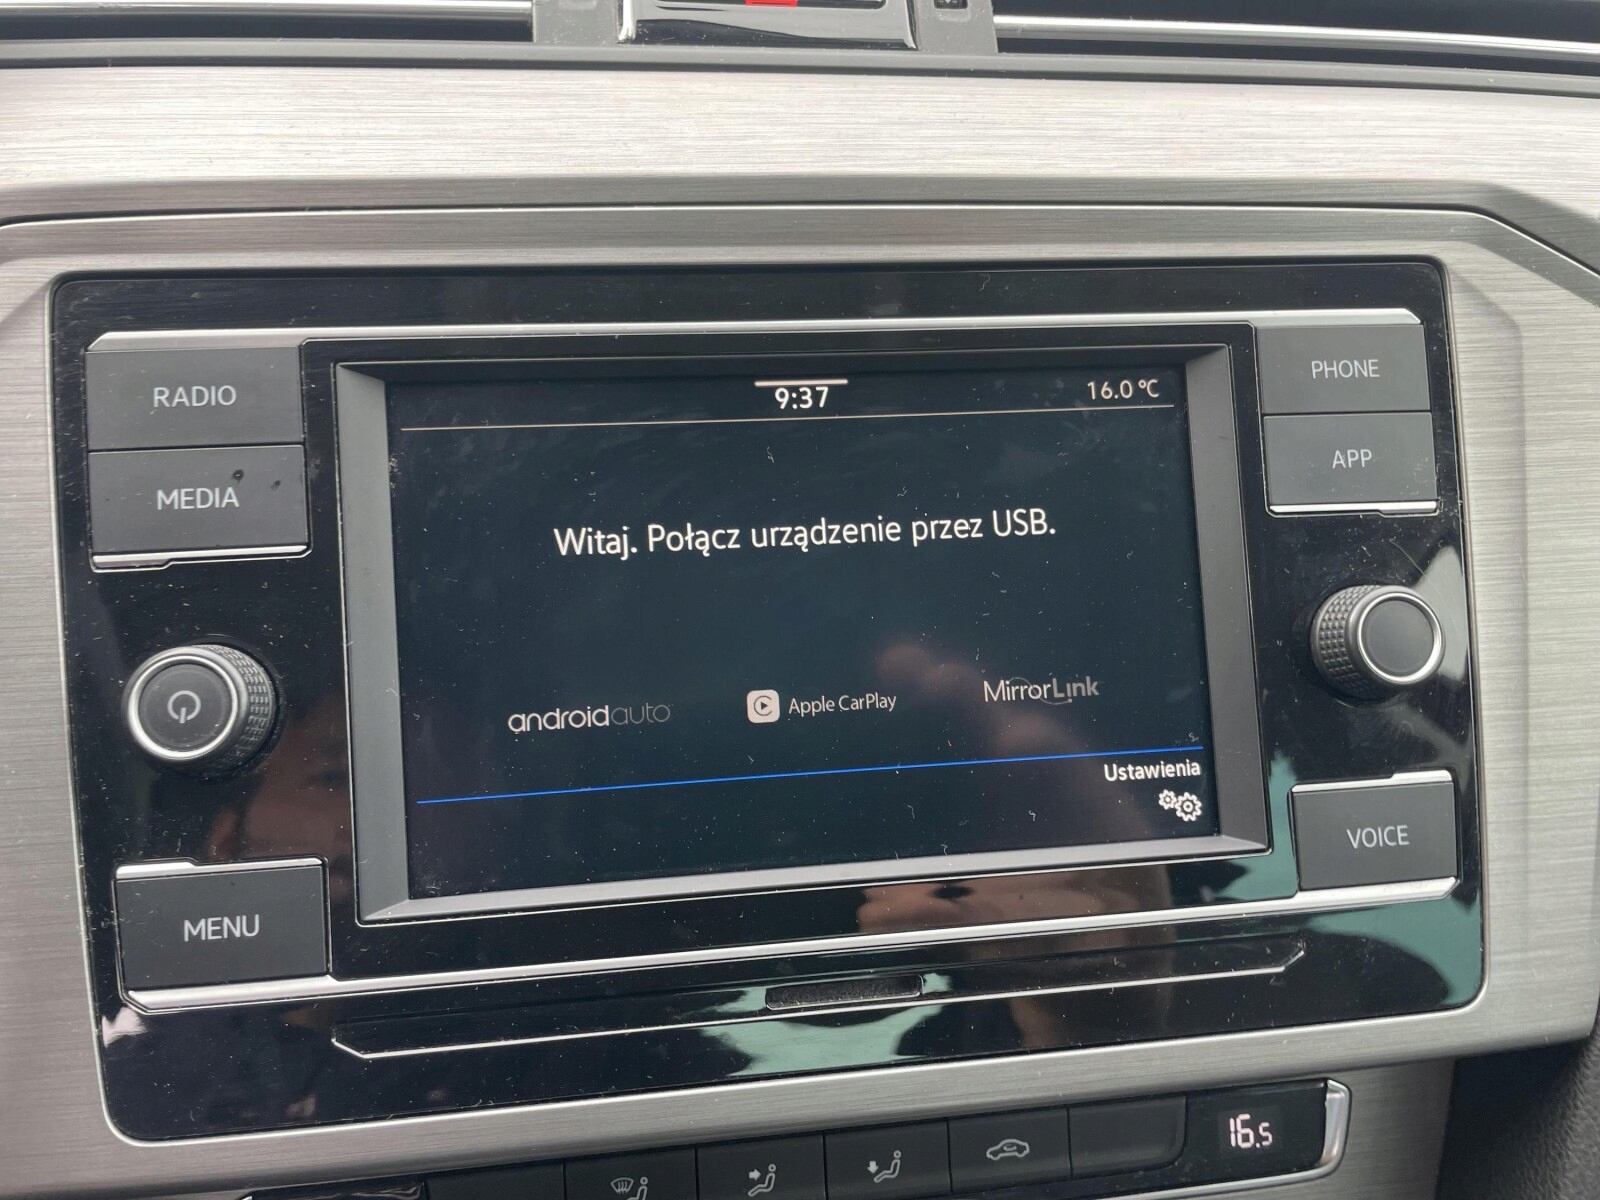 RADIO
MEDIA
MENU
9:37
16.0 °C
Witaj. Połącz urządzenie przez USB.
androidauto
Apple CarPlay
MirrorLink
Ustawienia
PHONE
APP
VOICE
16.5